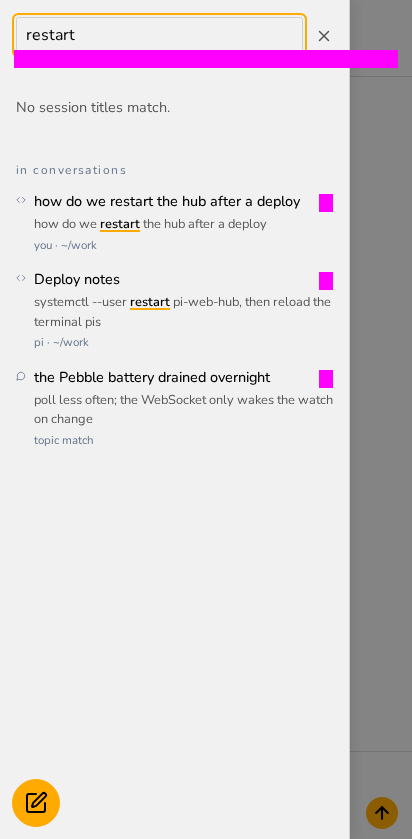 restart
No session titles match.
in conversations
how do we restart the hub after a deploy
how do we restart the hub after a deploy
you · ~/work
Deploy notes
systemctl --user restart pi-web-hub, then reload the
terminal pis
pi · ~/work
the Pebble battery drained overnight
poll less often; the WebSocket only wakes the watch
on change
topic match